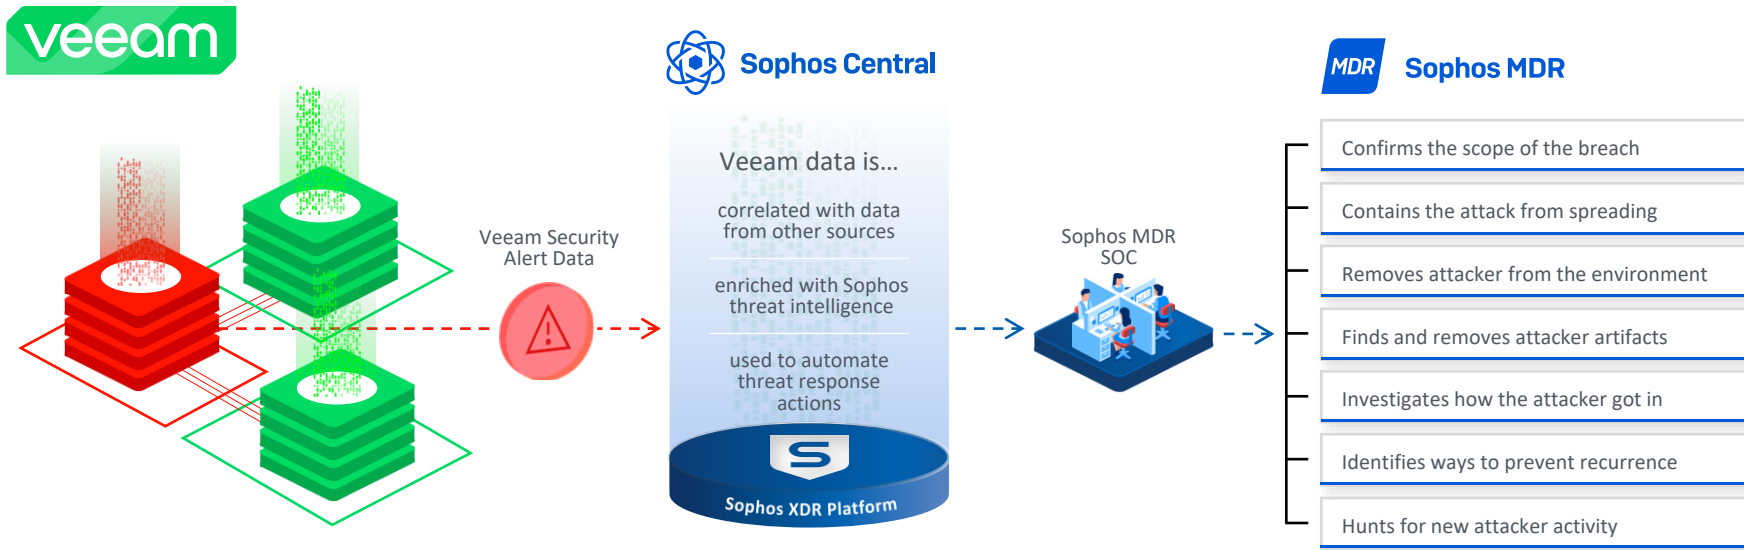 veeam
Sophos Central
MDR
Sophos MDR
Veeam Security
Alert Data
Veeam data is...
correlated with data
from other sources
enriched with Sophos
threat intelligence
used to automate
threat response
actions
S
Sophos XDR Platform
Sophos MDR
SOC
Confirms the scope of the breach
Contains the attack from spreading
Removes attacker from the environment
Finds and removes attacker artifacts
Investigates how the attacker got in
Identifies ways to prevent recurrence
Hunts for new attacker activity